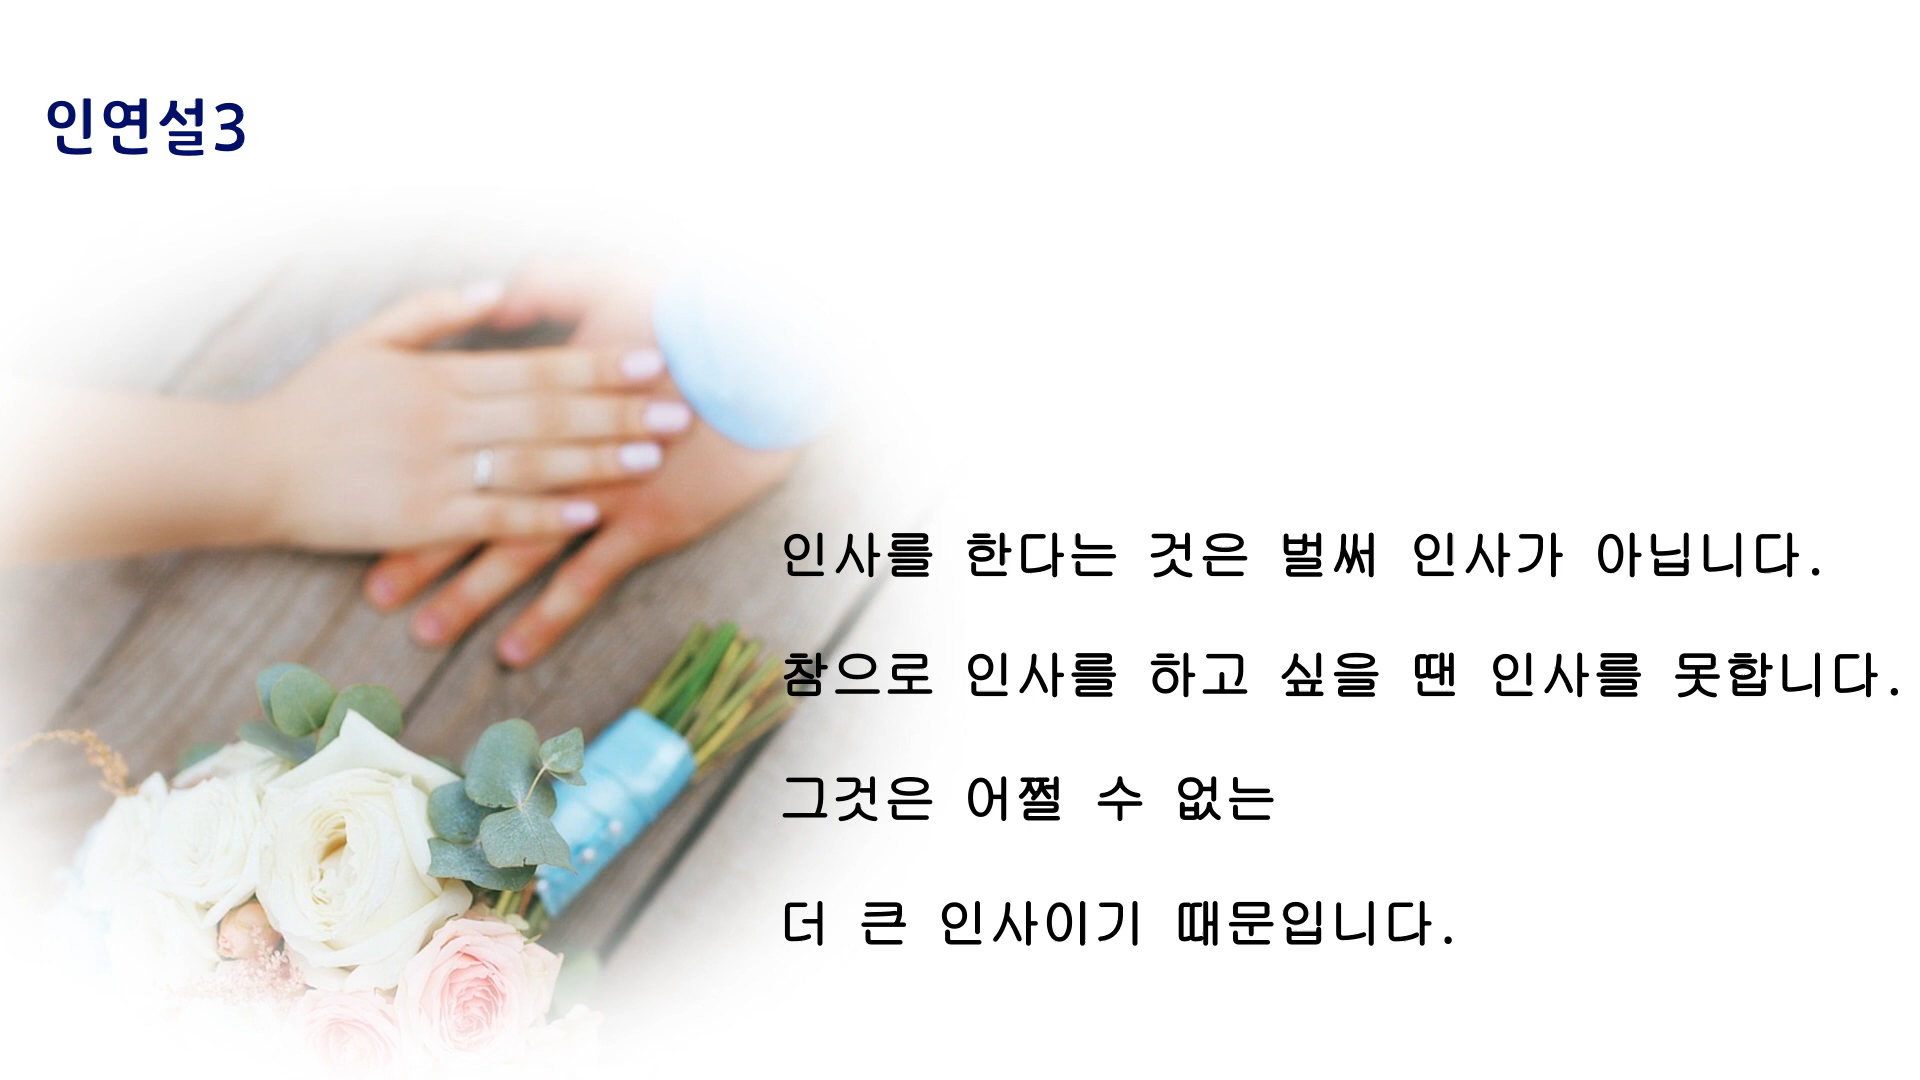 인연설3
인사를 한다는 것은 벌써 인사가 아닙니다.
참으로 인사를 하고 싶을 땐 인사를 못합니다.
그것은 어쩔 수 없는
더 큰 인사이기 때문입니다.